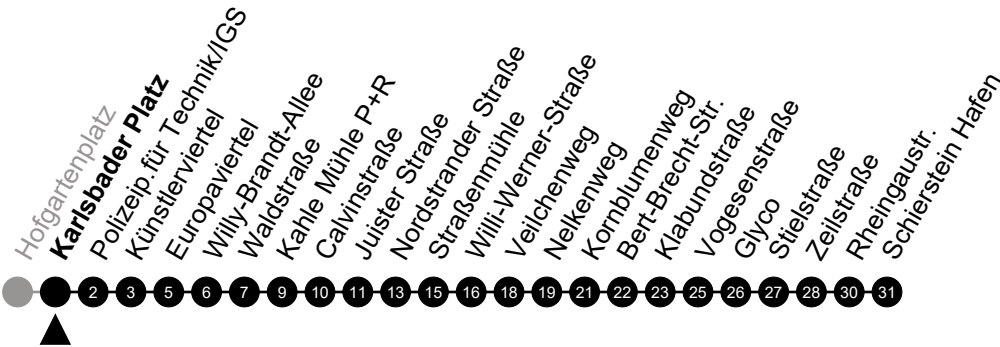 Hofgartenplatz
Karlsbader Platz
Polizeip.für Technik/IGS
Künstlerviertel
Europaviertel
Willy-Brandt-Allee
Waldstraße
Kahle Mühle P+R
Calvinstraße
Juister Straße
Nordstrander Straße
Straßenmühle
Willi-Werner-Straße
Veilchenweg
Nelkenweg
Kornblumenweg
Bert-Brecht-Str.
Klabundstraße
Vogesenstraße
Glyco
Stielstraße
Zeilstraße
Rheingaustr.
Schierstein Hafen
2 3 5 6 7 9 10 11 13 15 16 18 19 21 22 23 25 26 27 28 30 31